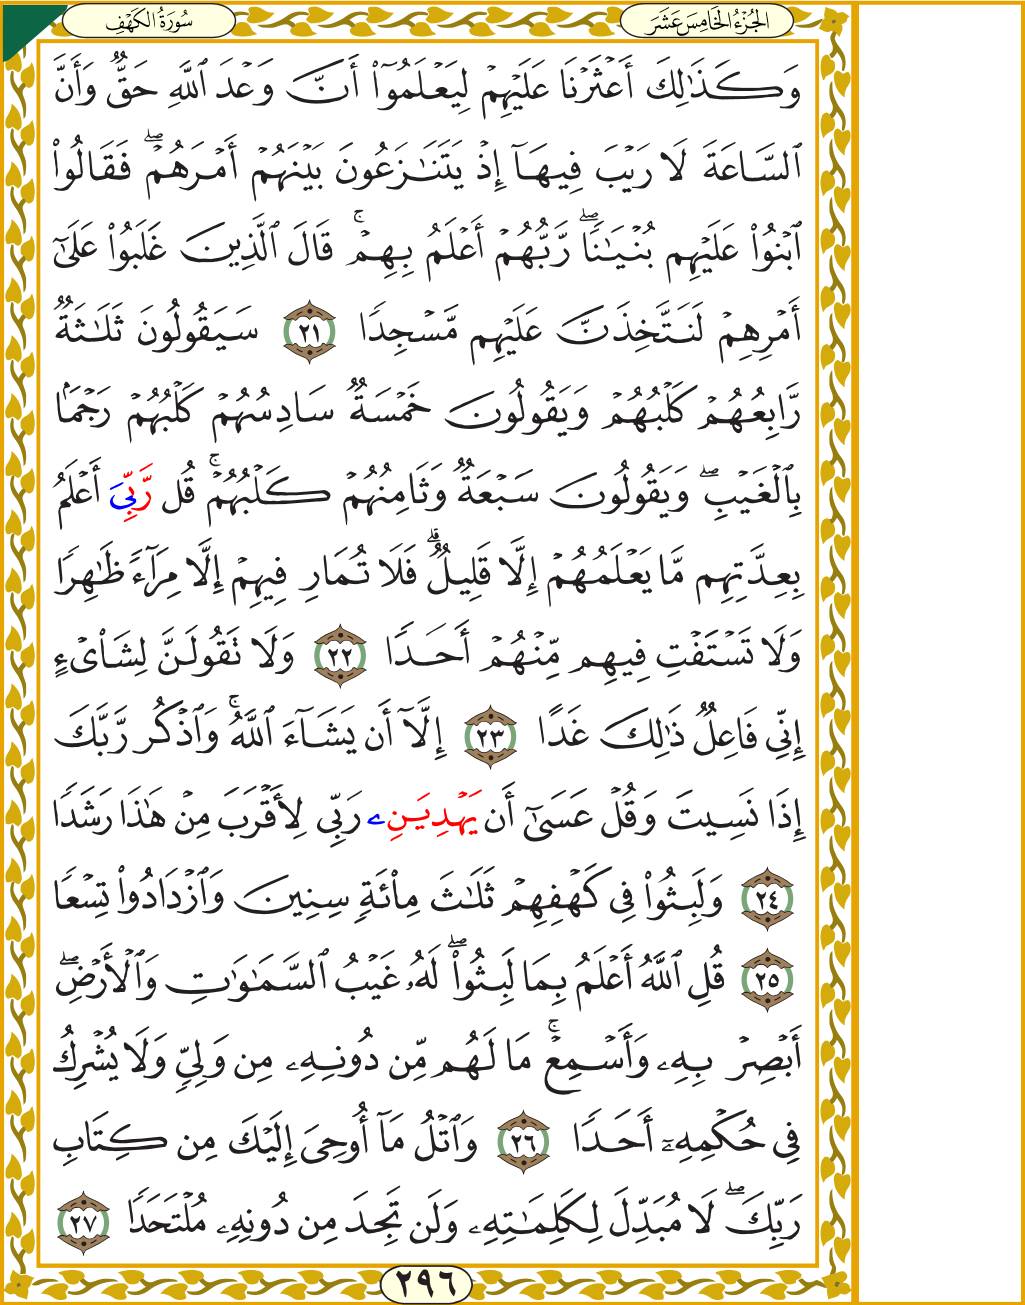 الجُزْءُ الخَامِسَ عَشَرَ
سُورَةُ الكَهْفِ
وَكَذَٰلِكَ أَعْثَرْنَا عَلَيْهِمْ لِيَعْلَمُوٓا۟ أَنَّ وَعْدَ ٱللَّهِ حَقٌّ وَأَنَّ
ٱلسَّاعَةَ لَا رَيْبَ فِيهَآ إِذْ يَتَنَٰزَعُونَ بَيْنَهُمْ أَمْرَهُمْ ۖ فَقَالُوا۟
ٱبْنُوا۟ عَلَيْهِم بُنْيَٰنًا ۖ رَّبُّهُمْ أَعْلَمُ بِهِمْ ۚ قَالَ ٱلَّذِينَ غَلَبُوا۟ عَلَىٰٓ
أَمْرِهِمْ لَنَتَّخِذَنَّ عَلَيْهِم مَّسْجِدًا ٢١ سَيَقُولُونَ ثَلَٰثَةٌ
رَّابِعُهُمْ كَلْبُهُمْ وَيَقُولُونَ خَمْسَةٌ سَادِسُهُمْ كَلْبُهُمْ رَجْمًۢا
بِٱلْغَيْبِ ۖ وَيَقُولُونَ سَبْعَةٌ وَثَامِنُهُمْ كَلْبُهُمْ ۚ قُل رَّبِّىَ أَعْلَمُ
بِعِدَّتِهِم مَّا يَعْلَمُهُمْ إِلَّا قَلِيلٌ ۗ فَلَا تُمَارِ فِيهِمْ إِلَّا مِرَآءً ظَٰهِرًا
وَلَا تَسْتَفْتِ فِيهِم مِّنْهُمْ أَحَدًا ٢٢ وَلَا تَقُولَنَّ لِشَا۟ىْءٍ
إِنِّى فَاعِلٌ ذَٰلِكَ غَدًا ٢٣ إِلَّآ أَن يَشَآءَ ٱللَّهُ ۚ وَٱذْكُر رَّبَّكَ
إِذَا نَسِيتَ وَقُلْ عَسَىٰٓ أَن يَهْدِيَنِۦ رَبِّى لِأَقْرَبَ مِنْ هَٰذَا رَشَدًا
٢٤ وَلَبِثُوا۟ فِى كَهْفِهِمْ ثَلَٰثَ مِا۟ئَةٍ سِنِينَ وَٱزْدَادُوا۟ تِسْعًا
٢٥ قُلِ ٱللَّهُ أَعْلَمُ بِمَا لَبِثُوا۟ ۖ لَهُۥ غَيْبُ ٱلسَّمَٰوَٰتِ وَٱلْأَرْضِ ۖ
أَبْصِرْ بِهِۦ وَأَسْمِعْ ۚ مَا لَهُم مِّن دُونِهِۦ مِن وَلِىٍّ وَلَا يُشْرِكُ
فِى حُكْمِهِۦٓ أَحَدًا ٢٦ وَٱتْلُ مَآ أُوحِىَ إِلَيْكَ مِن كِتَابِ
رَبِّكَ ۖ لَا مُبَدِّلَ لِكَلِمَٰتِهِۦ وَلَن تَجِدَ مِن دُونِهِۦ مُلْتَحَدًا ٢٧
٢٩٦